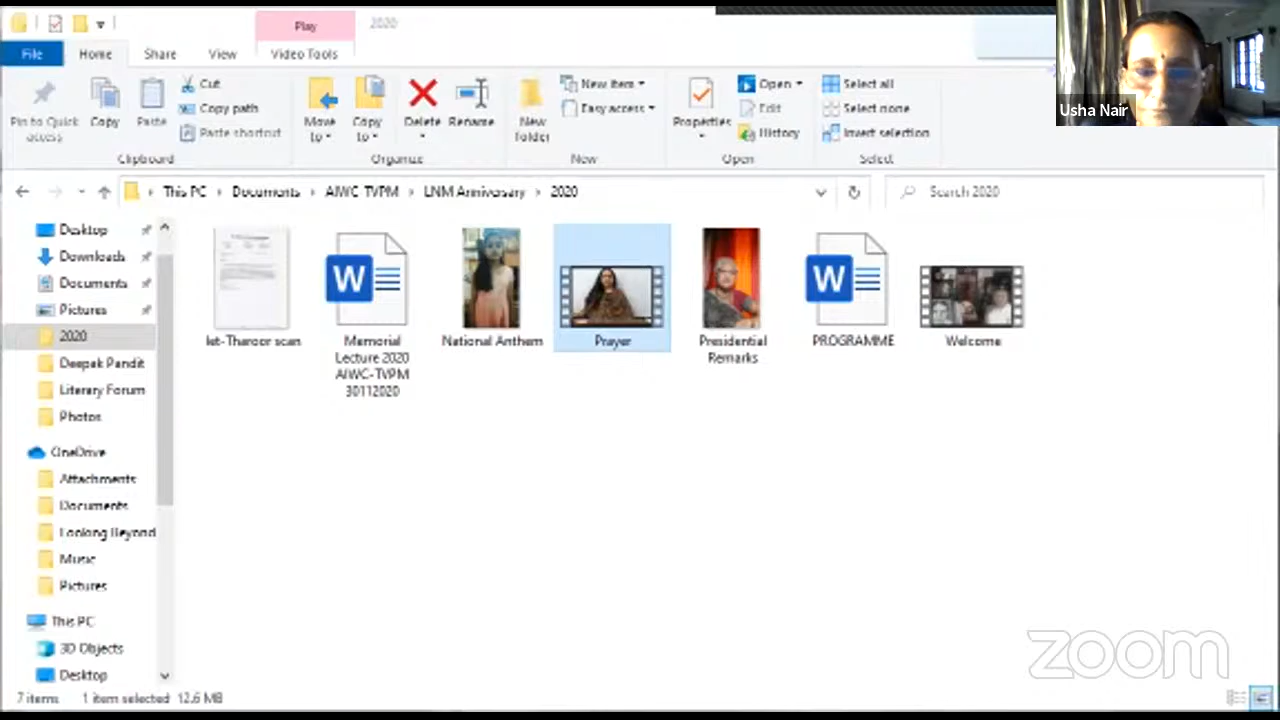 Play
2020
File
Home
Share
View
Video Tools
Pin to Quick access
Copy
Paste
Cut
Copy path
Paste shortcut
Clipboard
Move to
Copy to
Delete
Rename
Organize
New folder
New item
Easy access
New
Properties
Open
Edit
History
Open
Select all
Select none
Invert selection
Select
Usha Nair
This PC
Documents
AIWC-TVPM
LNM Anniversary
2020
Search 2020
Desktop
Downloads
Documents
Pictures
2020
Deepak Pandit
Literary Forum
Photos
OneDrive
Attachments
Documents
Looking Beyond
Music
Pictures
This PC
3D Objects
Desktop
let-Tharoor scan
Memorial
Lecture 2020
AIWC-TVPM
30112020
National Anthem
Prayer
Presidential
Remarks
PROGRAMME
Welcome
7 items
1 item selected 12.6 MB
zoom